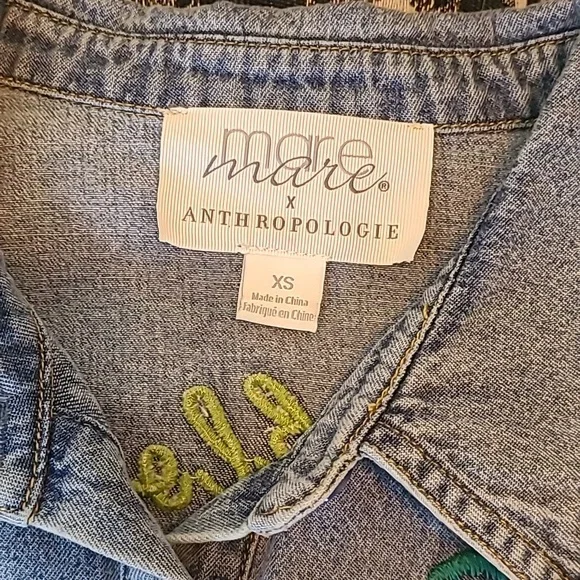 mare
mare®
X
ANTHROPOLOGIE
XS
Made in China
Fabriqué en Chine